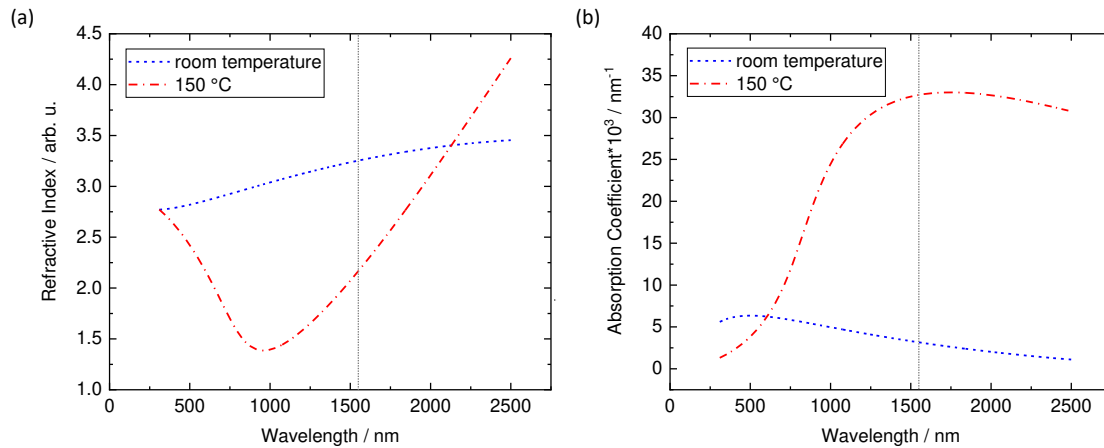 (a)
4.5
4.0
3.5
3.0
2.5
2.0
1.5
1.0
Refractive Index / arb. u.
room temperature
150 °C
0 500 1000 1500 2000 2500
Wavelength / nm
(b)
40
35
30
25
20
15
10
5
0
Absorption Coefficient*10^3 / nm⁻¹
room temperature
150 °C
0 500 1000 1500 2000 2500
Wavelength / nm